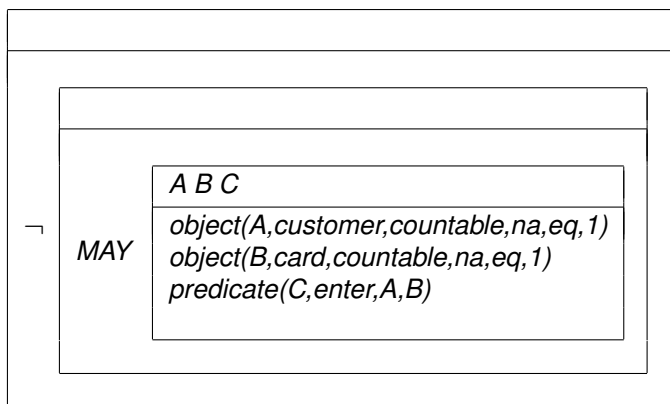 A B C
object(A,customer,countable,na,eq,1)
¬ MAY object(B,card,countable,na,eq,1)
predicate(C,enter,A,B)